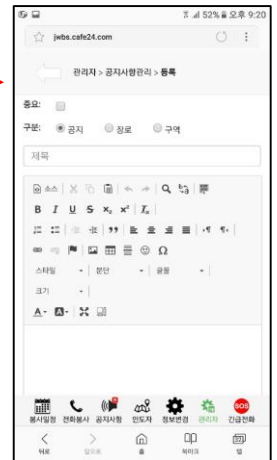 52% 오후 9:20
jwbs.cafe24.com
관리자 > 공지사항관리 > 등록
중요:
구분: 공지 장로 구역
제목
B I U S x₂ x² Iₓ
Ω
스타일 문단 글꼴
크기
A A
SOS
봉사일정 전화봉사 공지사항 인도자 정보변경 관리자 긴급전화
뒤로 앞으로 홈 북마크 탭